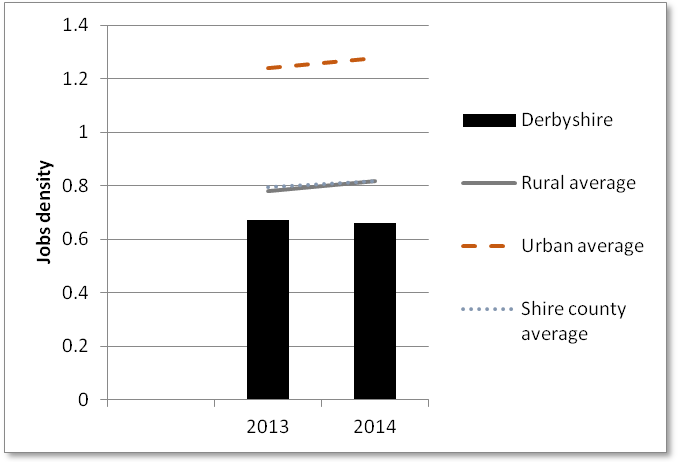 1.4
1.2
1
0.8
0.6
0.4
0.2
0
Jobs density
2013
2014
Derbyshire
Rural average
Urban average
Shire county
average